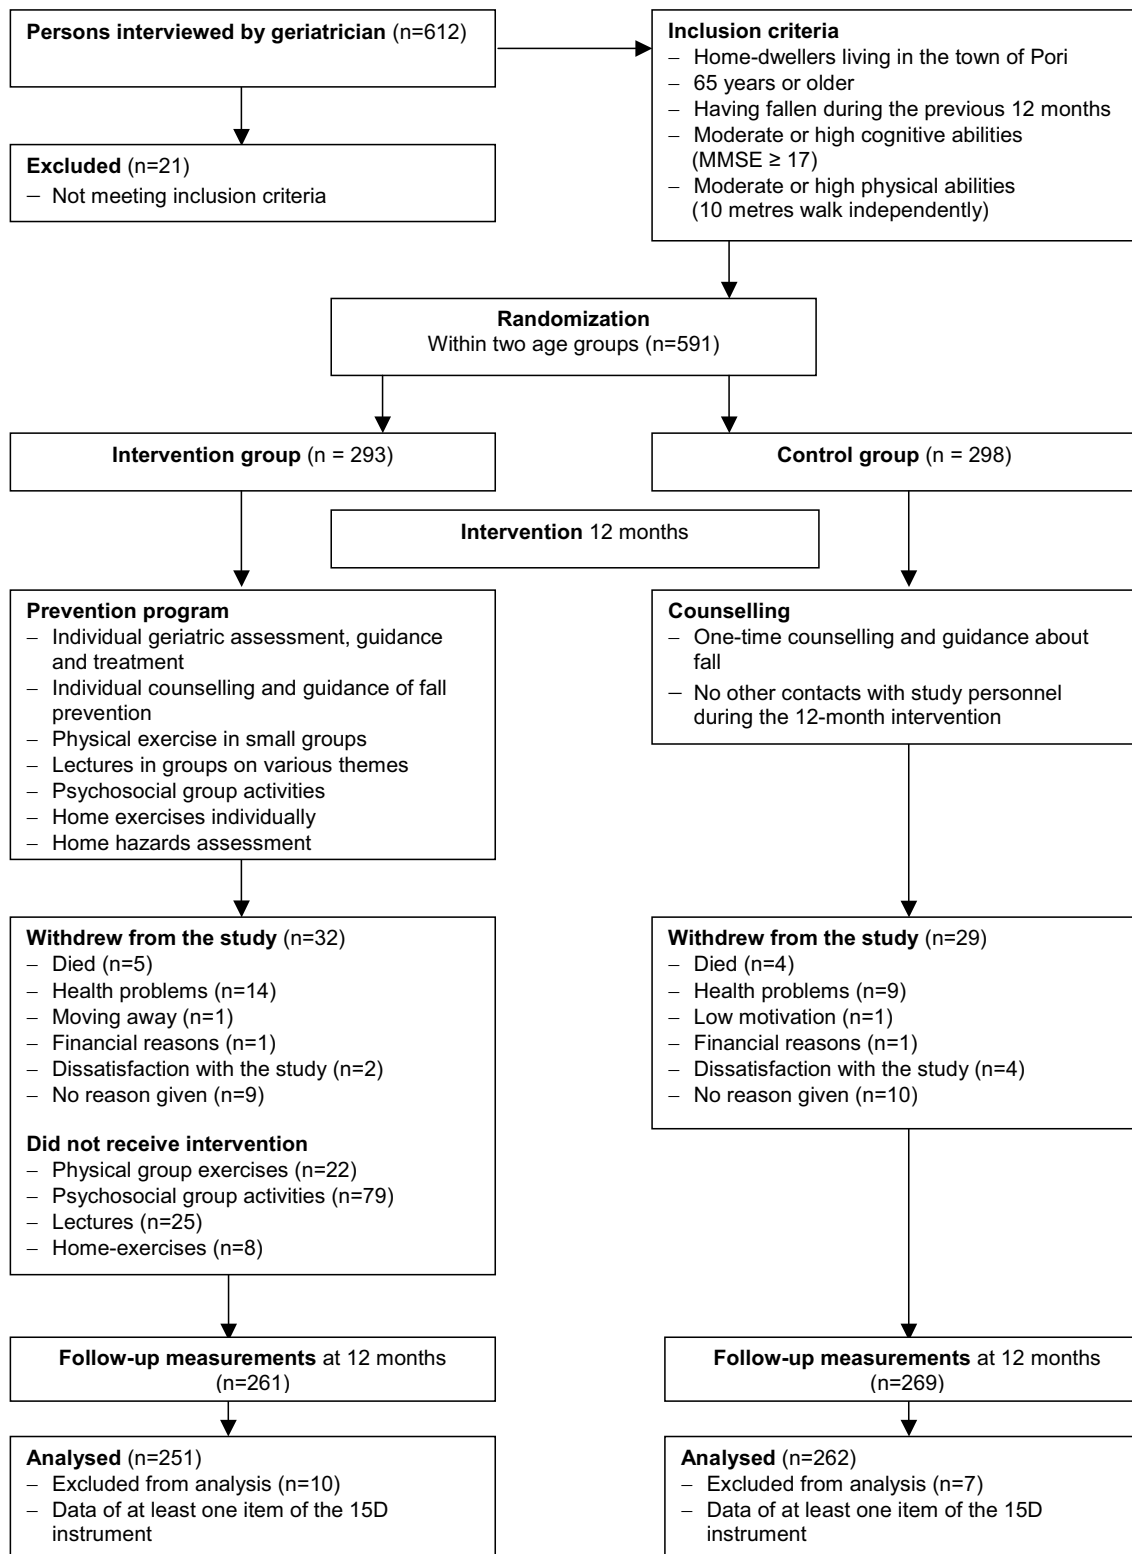 Persons interviewed by geriatrician (n=612)
Inclusion criteria
– Home-dwellers living in the town of Pori
– 65 years or older
– Having fallen during the previous 12 months
– Moderate or high cognitive abilities
(MMSE ≥ 17)
– Moderate or high physical abilities
(10 metres walk independently)
Excluded (n=21)
– Not meeting inclusion criteria
Randomization
Within two age groups (n=591)
Intervention group (n = 293)
Control group (n = 298)
Intervention 12 months
Prevention program
– Individual geriatric assessment, guidance
and treatment
– Individual counselling and guidance of fall
prevention
– Physical exercise in small groups
– Lectures in groups on various themes
– Psychosocial group activities
– Home exercises individually
– Home hazards assessment
Counselling
– One-time counselling and guidance about
fall
– No other contacts with study personnel
during the 12-month intervention
Withdrew from the study (n=32)
– Died (n=5)
– Health problems (n=14)
– Moving away (n=1)
– Financial reasons (n=1)
– Dissatisfaction with the study (n=2)
– No reason given (n=9)
Did not receive intervention
– Physical group exercises (n=22)
– Psychosocial group activities (n=79)
– Lectures (n=25)
– Home-exercises (n=8)
Withdrew from the study (n=29)
– Died (n=4)
– Health problems (n=9)
– Low motivation (n=1)
– Financial reasons (n=1)
– Dissatisfaction with the study (n=4)
– No reason given (n=10)
Follow-up measurements at 12 months
(n=261)
Follow-up measurements at 12 months
(n=269)
Analysed (n=251)
– Excluded from analysis (n=10)
– Data of at least one item of the 15D
instrument
Analysed (n=262)
– Excluded from analysis (n=7)
– Data of at least one item of the 15D
instrument